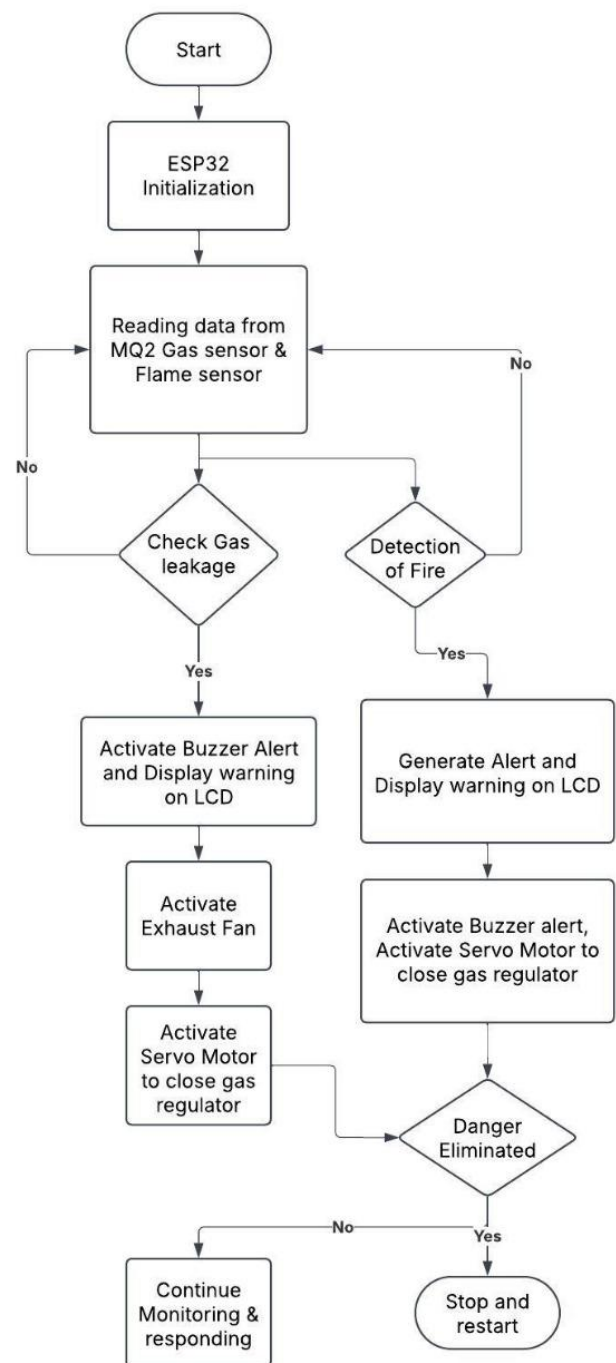 Start
ESP32
Initialization
Reading data from
MQ2 Gas sensor &
Flame sensor
No
No
Check Gas
leakage
Detection
of Fire
Yes
Yes
Activate Buzzer Alert
and Display warning
on LCD
Generate Alert and
Display warning on LCD
Activate
Exhaust Fan
Activate Buzzer alert,
Activate Servo Motor to
close gas regulator
Activate
Servo Motor
to close gas
regulator
Danger
Eliminated
No
Yes
Continue
Monitoring &
responding
Stop and
restart